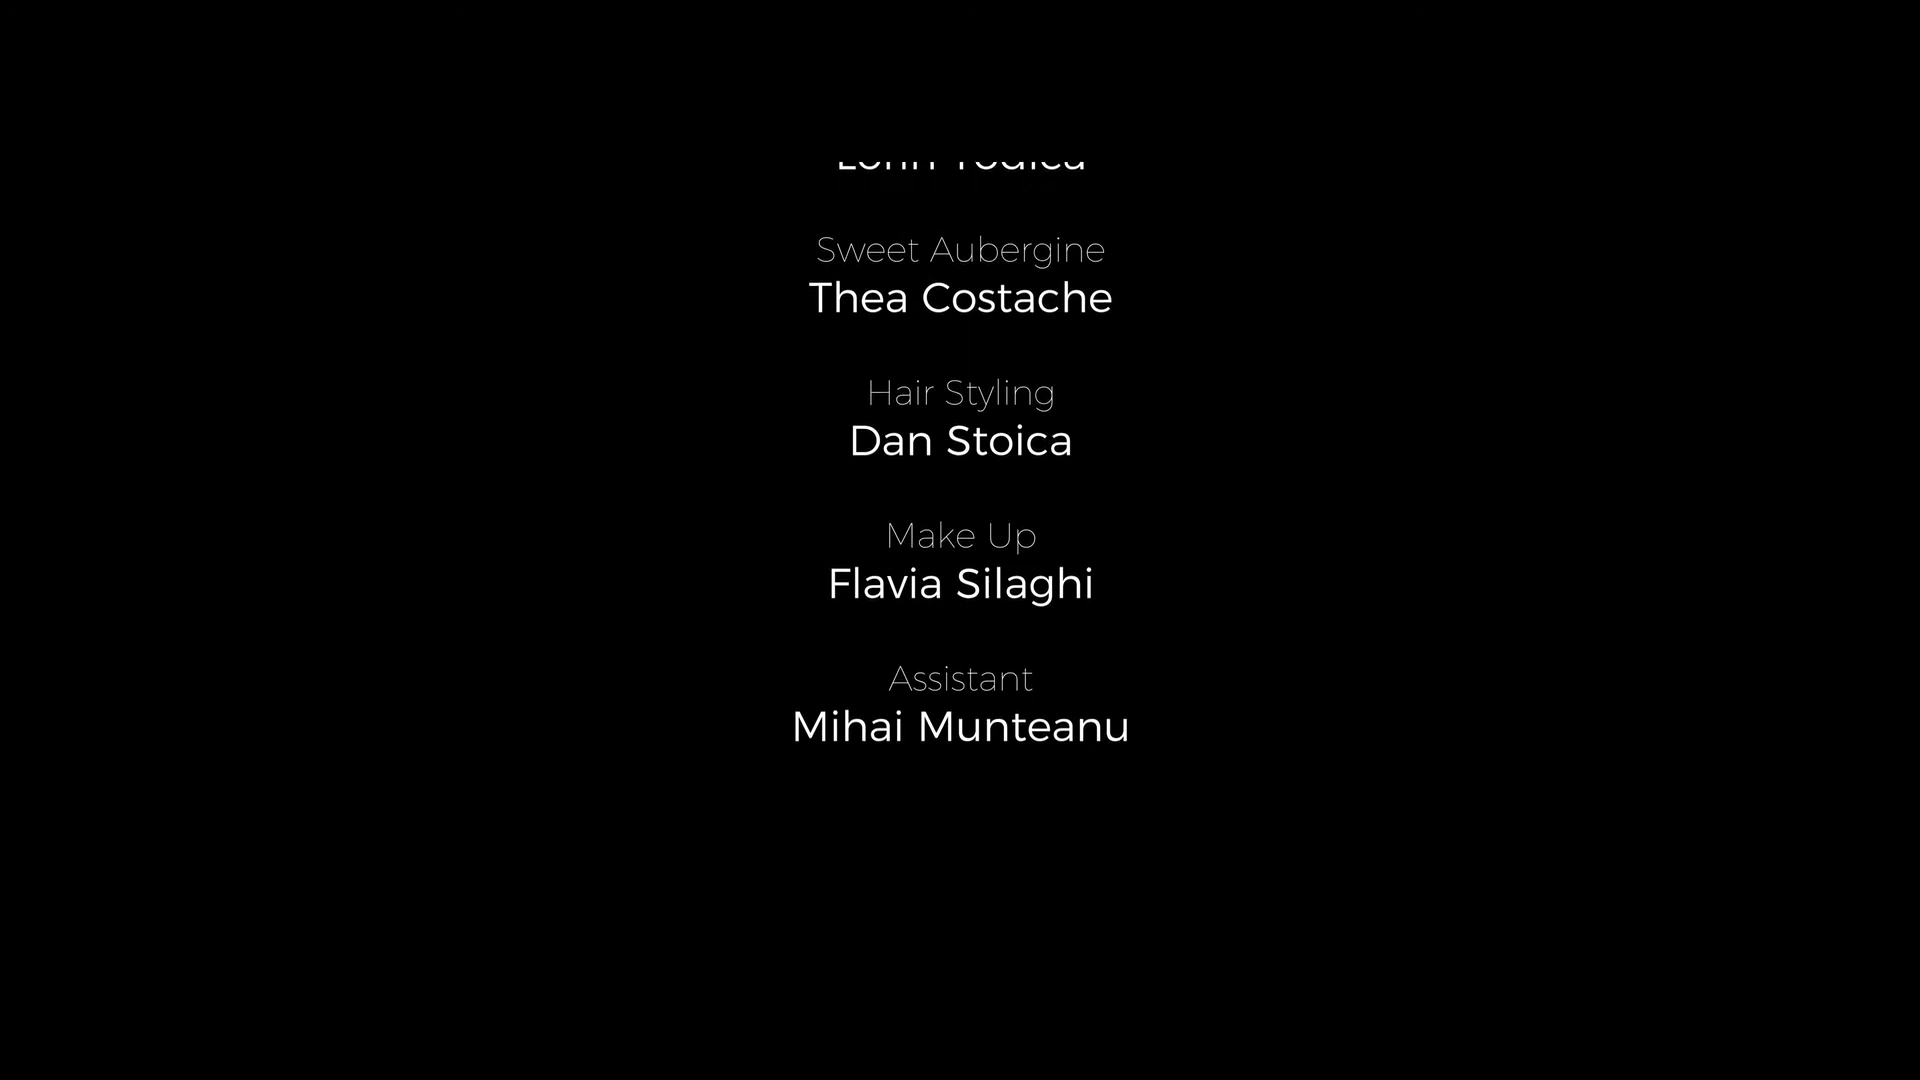 Sweet Aubergine
Thea Costache
Hair Styling
Dan Stoica
Make Up
Flavia Silaghi
Assistant
Mihai Munteanu